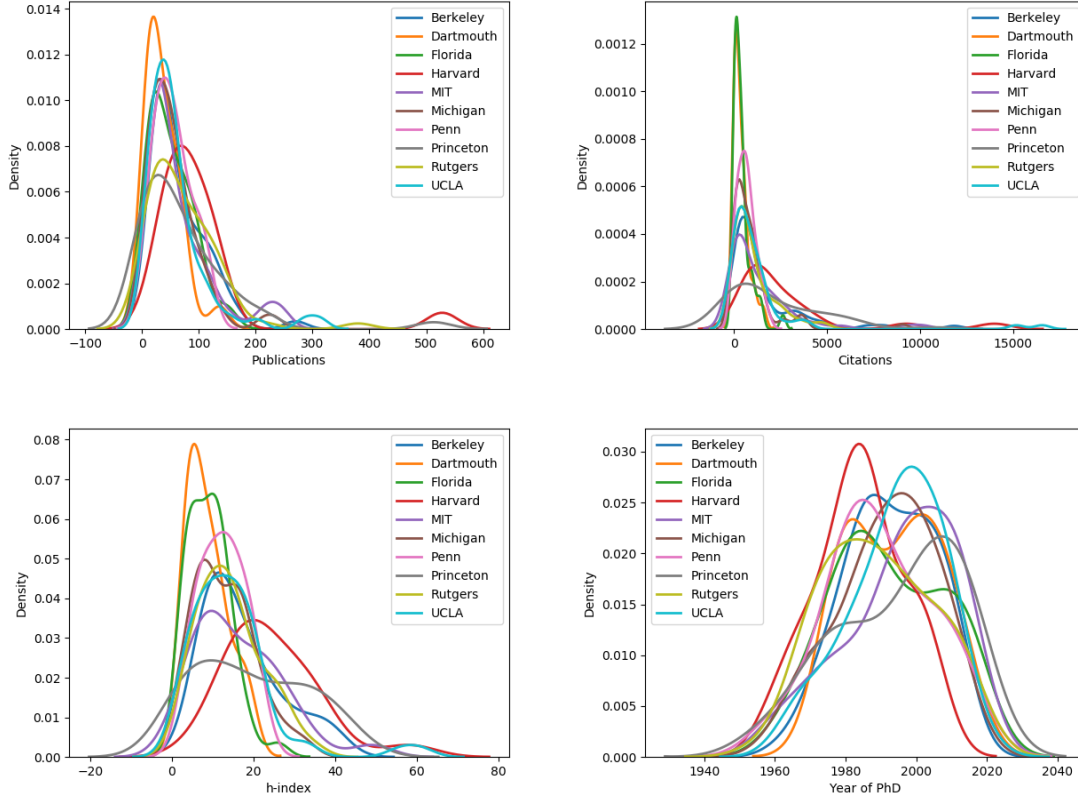 0.014
0.012
0.010
0.008
0.006
0.004
0.002
0.000
Density
−100
0
100
200
300
400
500
600
Publications
Berkeley
Dartmouth
Florida
Harvard
MIT
Michigan
Penn
Princeton
Rutgers
UCLA
0.0012
0.0010
0.0008
0.0006
0.0004
0.0002
0.0000
Density
0
5000
10000
15000
Citations
Berkeley
Dartmouth
Florida
Harvard
MIT
Michigan
Penn
Princeton
Rutgers
UCLA
0.08
0.07
0.06
0.05
0.04
0.03
0.02
0.01
0.00
Density
−20
0
20
40
60
80
h-index
Berkeley
Dartmouth
Florida
Harvard
MIT
Michigan
Penn
Princeton
Rutgers
UCLA
0.030
0.025
0.020
0.015
0.010
0.005
0.000
Density
1940
1960
1980
2000
2020
2040
Year of PhD
Berkeley
Dartmouth
Florida
Harvard
MIT
Michigan
Penn
Princeton
Rutgers
UCLA